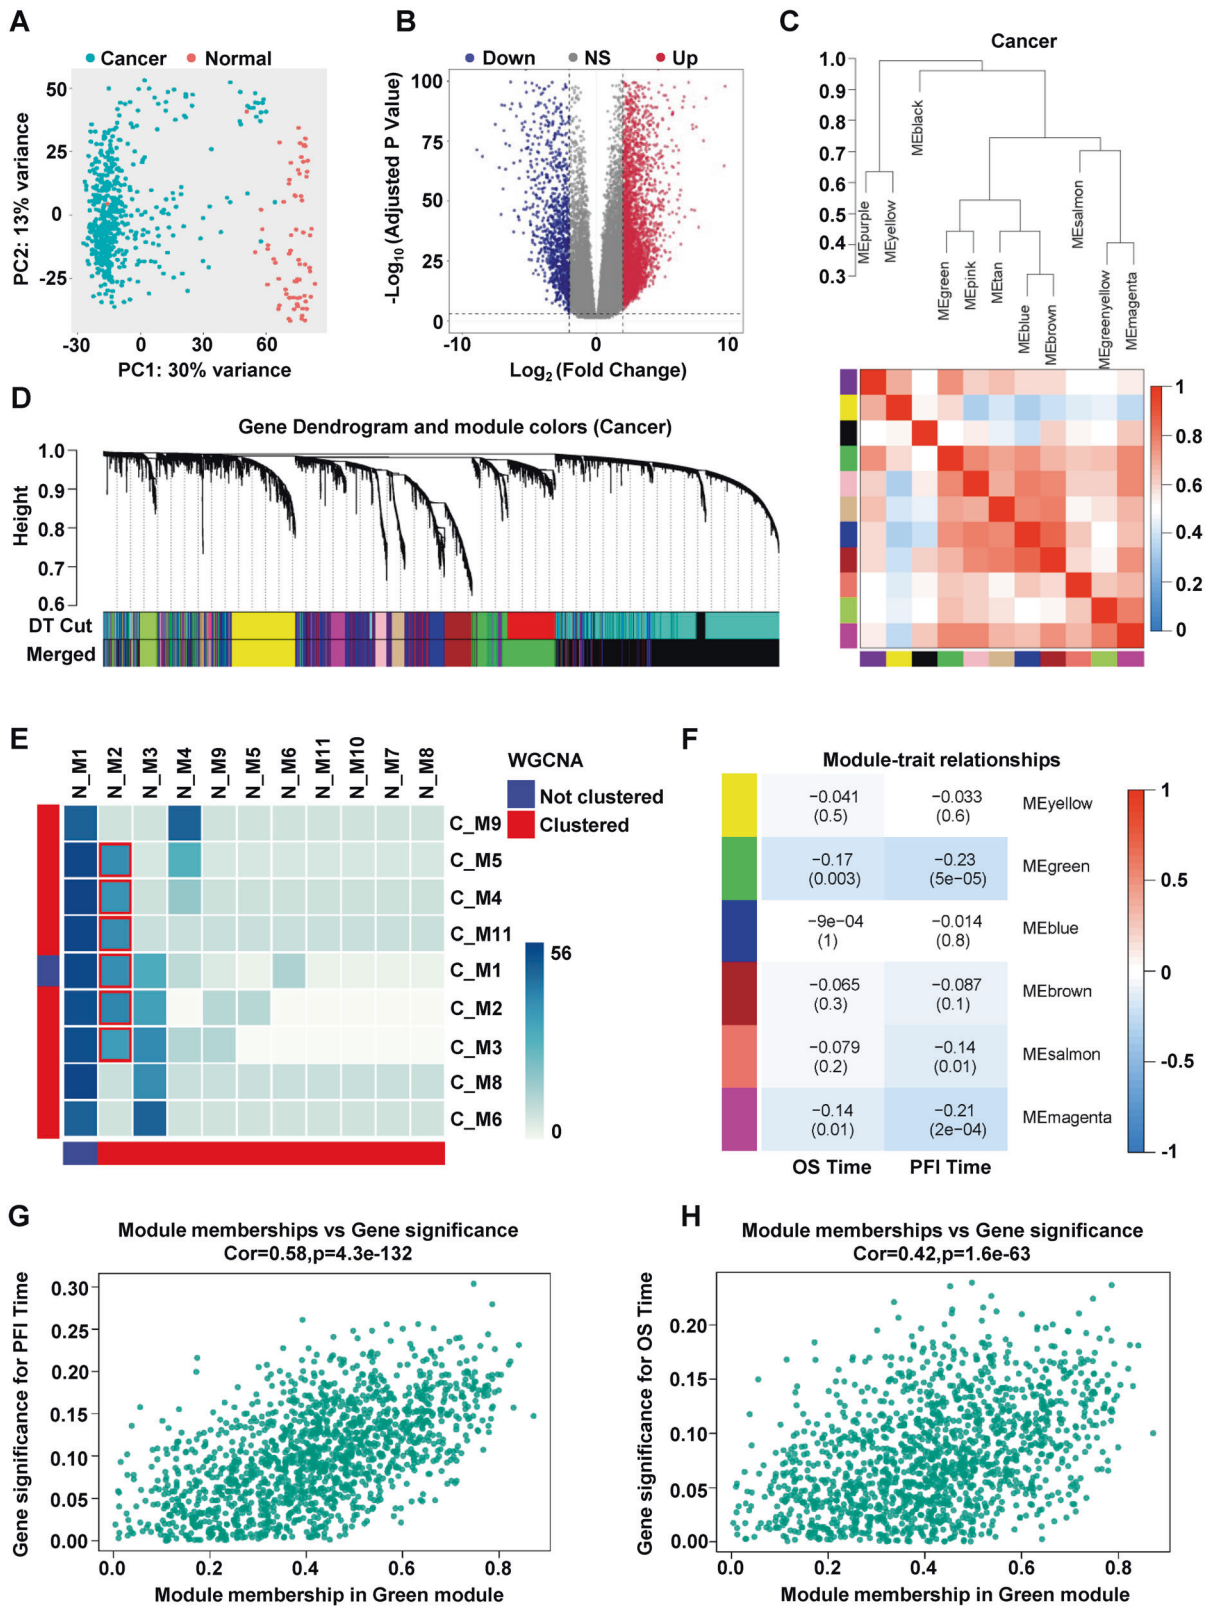 A
Cancer
Normal
50
25
0
-25
PC2: 13% variance
-30
0
30
60
PC1: 30% variance
B
Down
NS
Up
100
75
50
25
0
-Log10 (Adjusted P Value)
-10
0
10
Log2 (Fold Change)
C
Cancer
1.0
0.9
0.8
0.7
0.6
0.5
0.4
0.3
MEpurple
MEyellow
MEblack
MEgreen
MEpink
MEtan
MEblue
MEbrown
MEsalmon
MEgreenyellow
MEmagenta
1
0.8
0.6
0.4
0.2
0
D
Gene Dendrogram and module colors (Cancer)
Height
1.0
0.9
0.8
0.7
0.6
DT Cut
Merged
E
N_M1
N_M2
N_M3
N_M4
N_M9
N_M5
N_M6
N_M11
N_M10
N_M7
N_M8
WGCNA
Not clustered
Clustered
C_M9
C_M5
C_M4
C_M11
C_M1
C_M2
C_M3
C_M8
C_M6
56
0
F
Module-trait relationships
−0.041 −0.033 MEyellow
(0.5) (0.6)
−0.17 −0.23 MEgreen
(0.003) (5e−05)
−9e−04 −0.014 MEblue
(1) (0.8)
−0.065 −0.087 MEbrown
(0.3) (0.1)
−0.079 −0.14 MEsalmon
(0.2) (0.01)
−0.14 −0.21 MEmagenta
(0.01) (2e−04)
OS Time PFI Time
1
0.5
0
-0.5
-1
G
Module memberships vs Gene significance
Cor=0.58,p=4.3e-132
Gene significance for PFI Time
0.30
0.25
0.20
0.15
0.10
0.05
0.00
0.0
0.2
0.4
0.6
0.8
Module membership in Green module
H
Module memberships vs Gene significance
Cor=0.42,p=1.6e-63
Gene significance for OS Time
0.20
0.15
0.10
0.05
0.00
0.0
0.2
0.4
0.6
0.8
Module membership in Green module